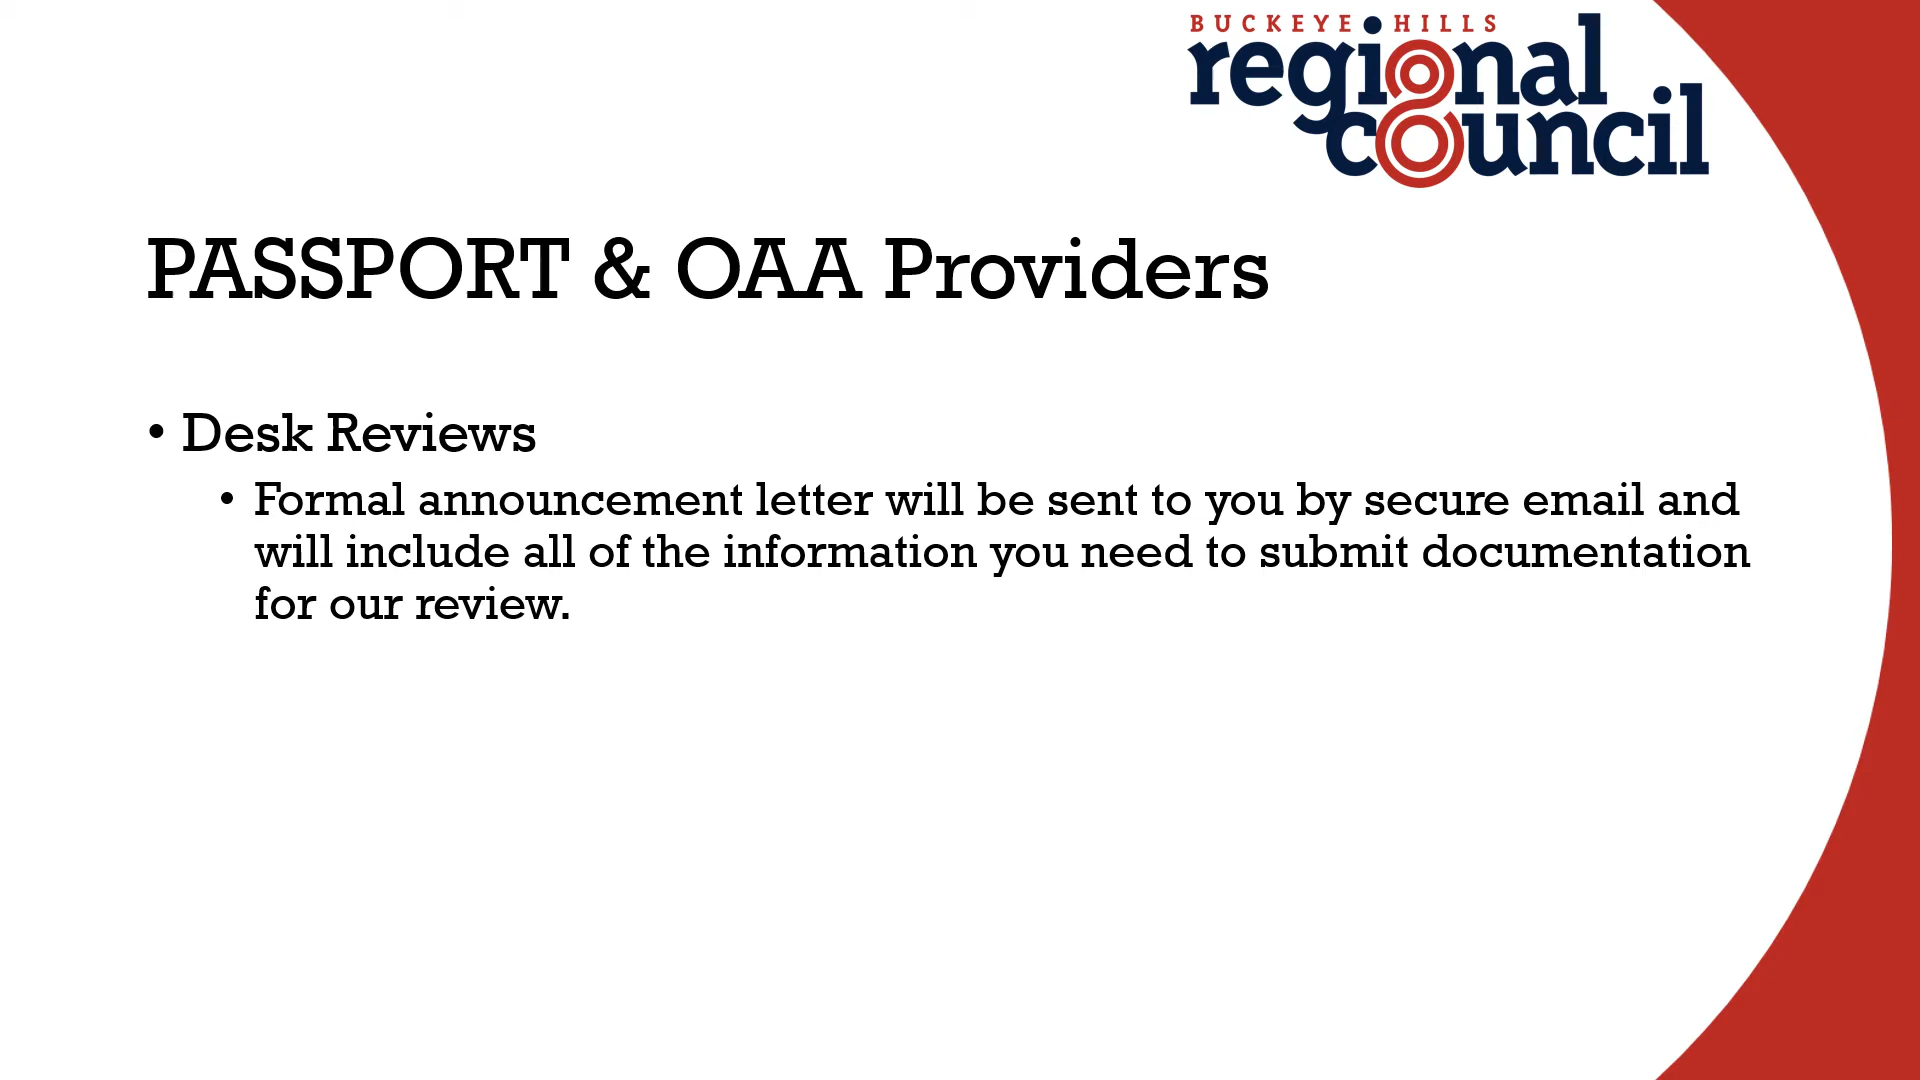 BUCKEYE HILLS
regional
council
PASSPORT & OAA Providers
• Desk Reviews
• Formal announcement letter will be sent to you by secure email and
will include all of the information you need to submit documentation
for our review.